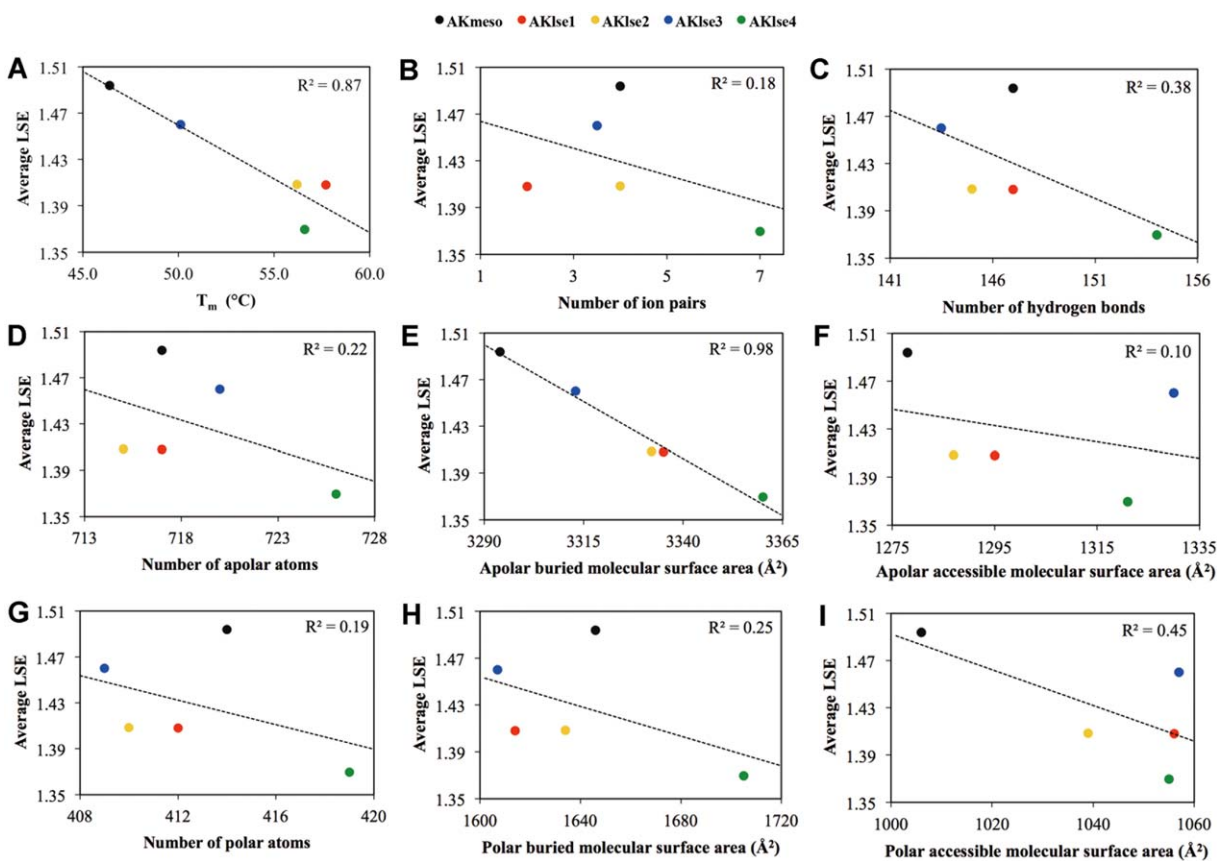 AKmeso AKlse1 AKlse2 AKlse3 AKlse4
A
1.51
1.47
1.43
1.39
1.35
Average LSE
R² = 0.87
45.0 50.0 55.0 60.0
Tm (°C)
B
1.51
1.47
1.43
1.39
1.35
Average LSE
R² = 0.18
1 3 5 7
Number of ion pairs
C
1.51
1.47
1.43
1.39
1.35
Average LSE
R² = 0.38
141 146 151 156
Number of hydrogen bonds
D
1.51
1.47
1.43
1.39
1.35
Average LSE
R² = 0.22
713 718 723 728
Number of apolar atoms
E
1.51
1.47
1.43
1.39
1.35
Average LSE
R² = 0.98
3290 3315 3340 3365
Apolar buried molecular surface area (Å²)
F
1.51
1.47
1.43
1.39
1.35
Average LSE
R² = 0.10
1275 1295 1315 1335
Apolar accessible molecular surface area (Å²)
G
1.51
1.47
1.43
1.39
1.35
Average LSE
R² = 0.19
408 412 416 420
Number of polar atoms
H
1.51
1.47
1.43
1.39
1.35
Average LSE
R² = 0.25
1600 1640 1680 1720
Polar buried molecular surface area (Å²)
I
1.51
1.47
1.43
1.39
1.35
Average LSE
R² = 0.45
1000 1020 1040 1060
Polar accessible molecular surface area (Å²)